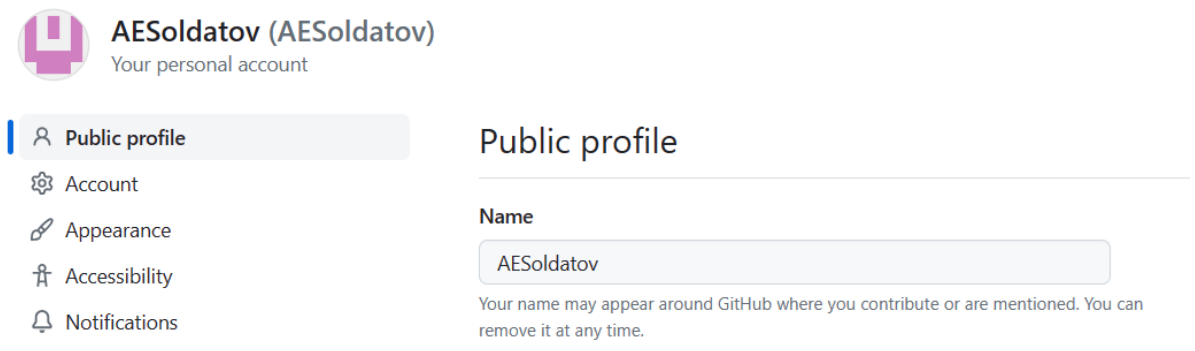 AESoldatov (AESoldatov)
Your personal account
Public profile
Account
Appearance
Accessibility
Notifications
Public profile
Name
AESoldatov
Your name may appear around GitHub where you contribute or are mentioned. You can
remove it at any time.